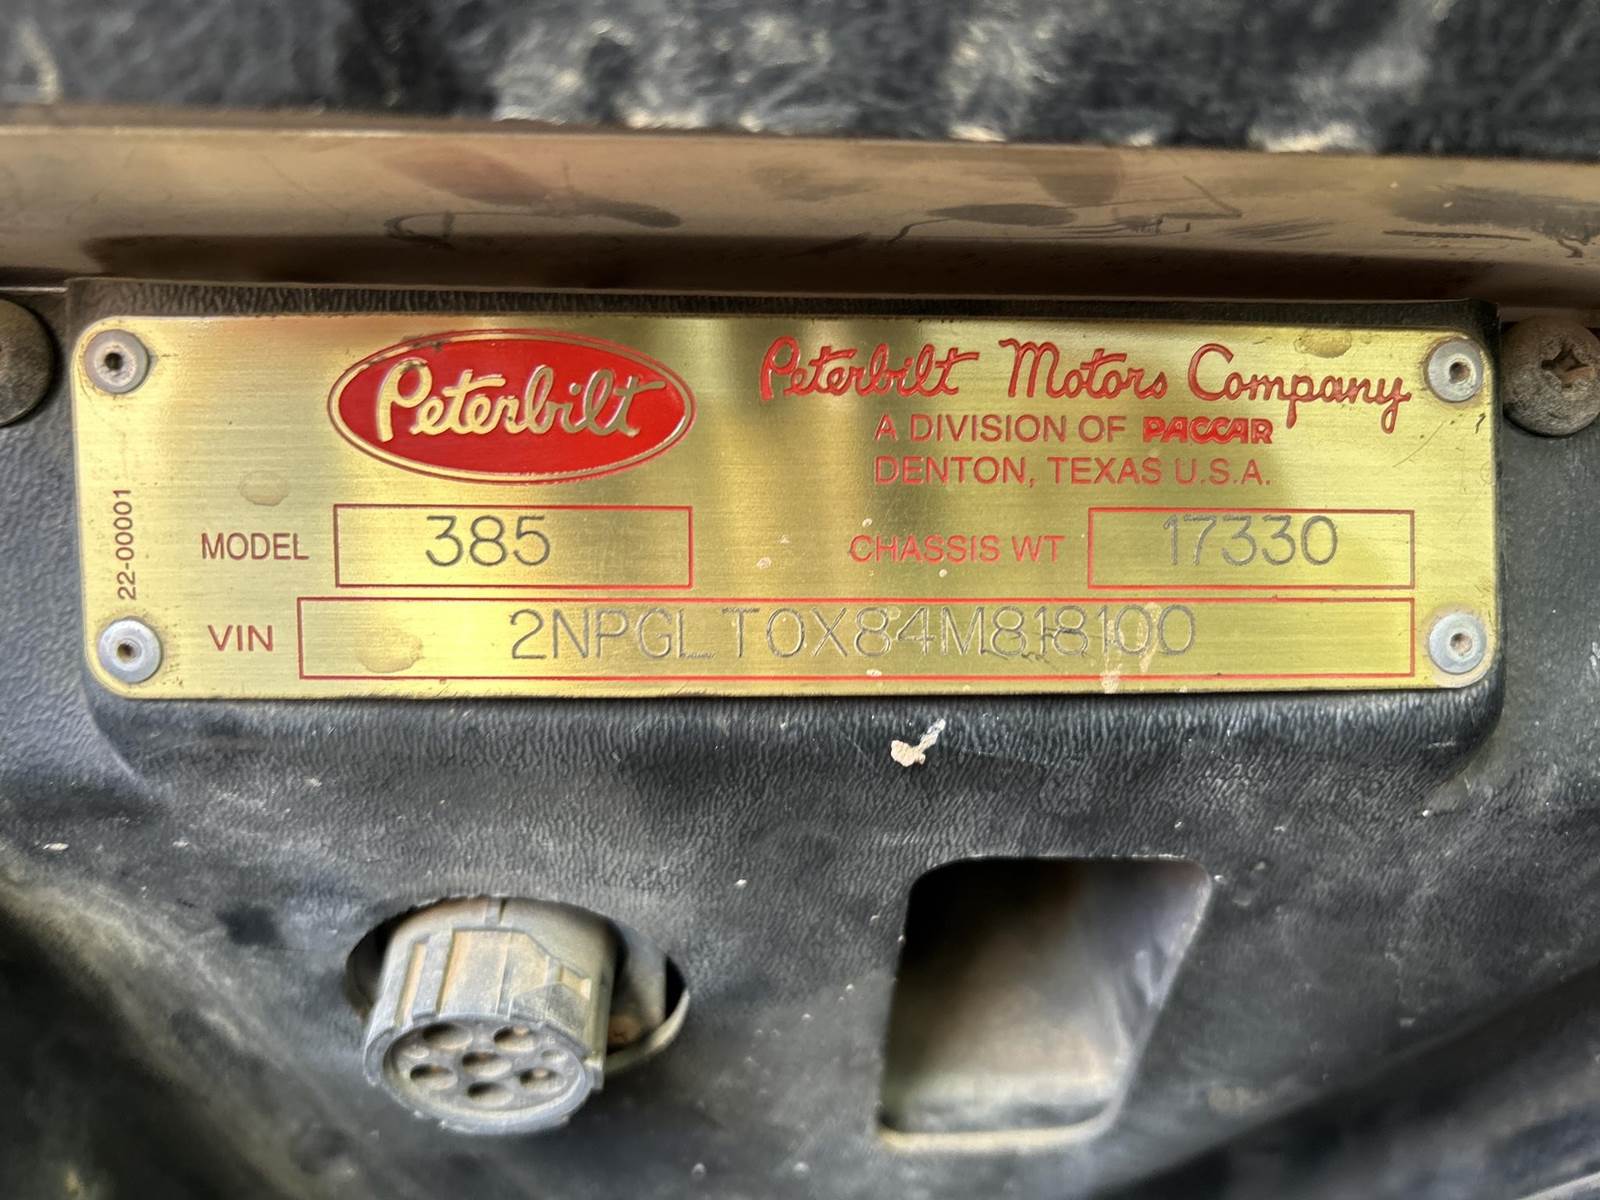 Peterbilt
Peterbilt Motors Company
A DIVISION OF PACCAR
DENTON, TEXAS U.S.A.
22-00001
MODEL 385 CHASSIS WT 17330
VIN 2NPGLT0X84M818100